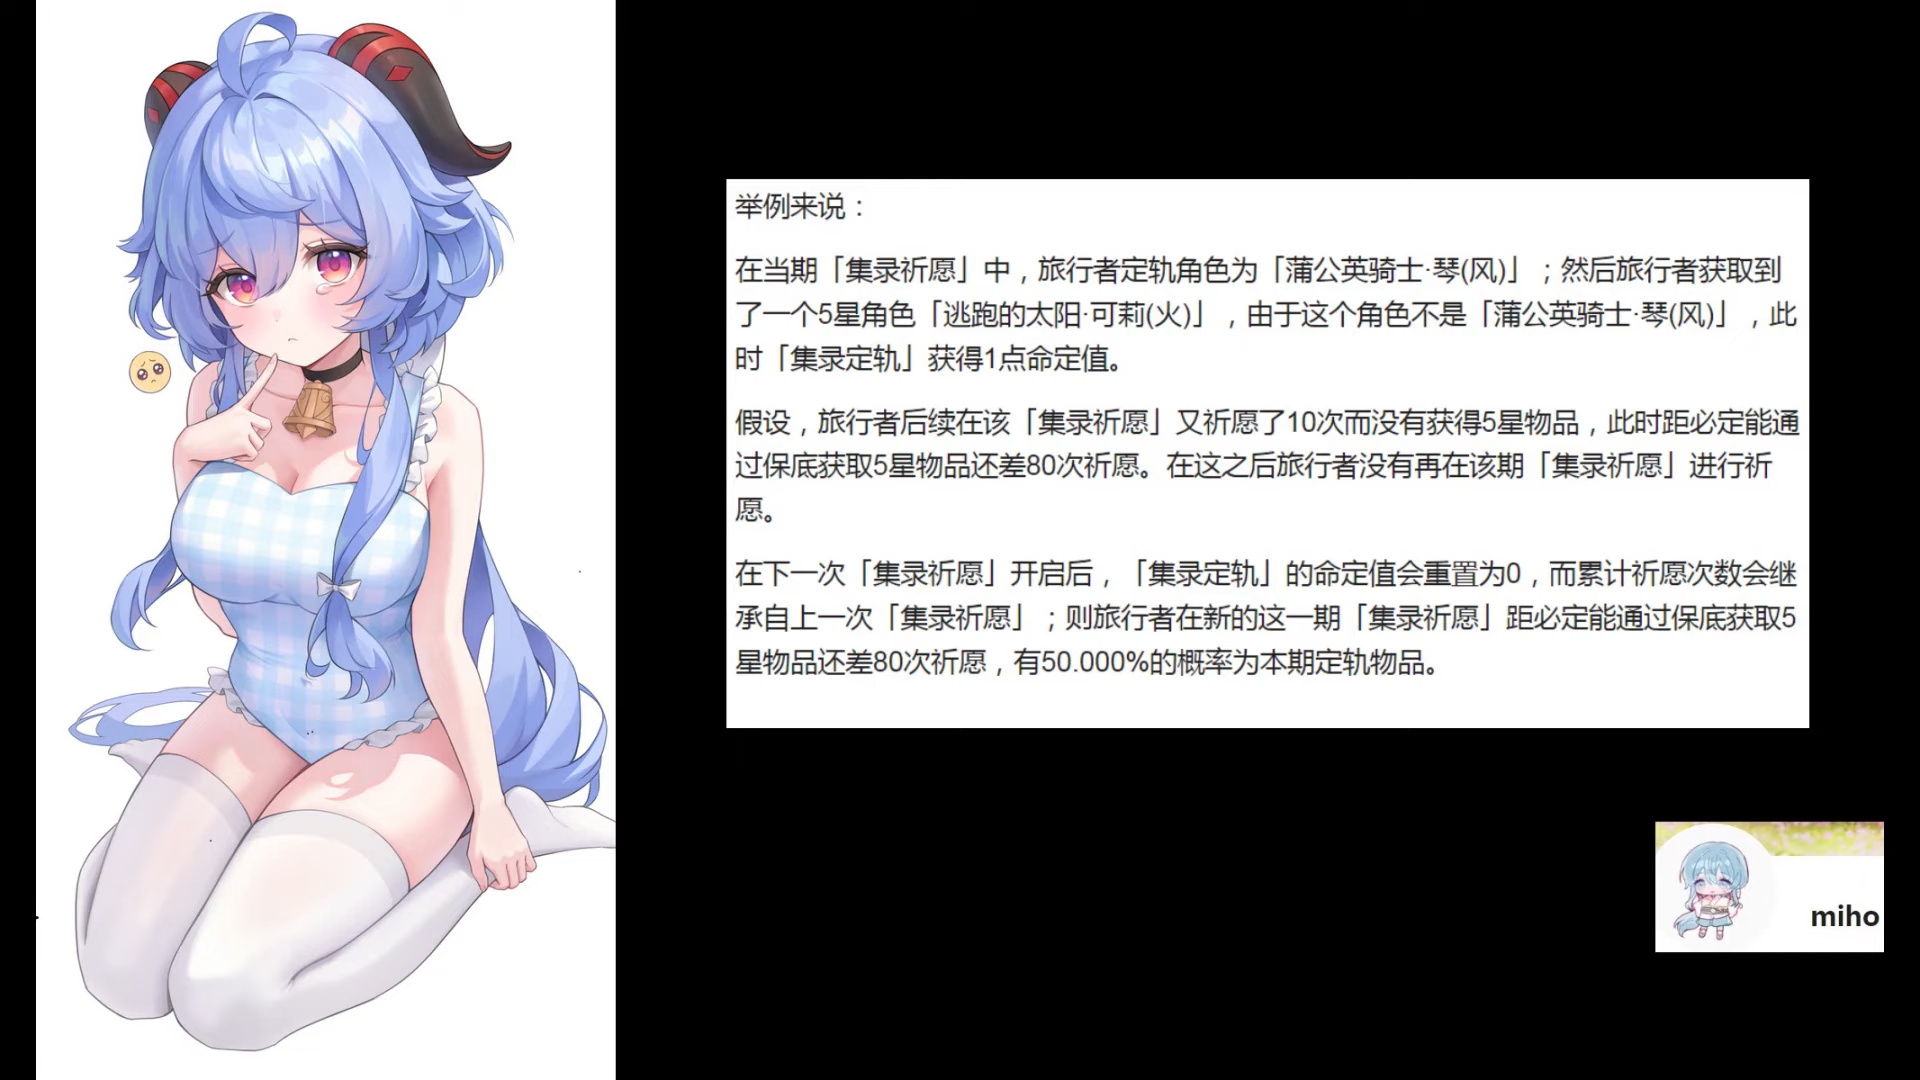 举例来说：
在当期「集录祈愿」中，旅行者定轨角色为「蒲公英骑士·琴(风)」；然后旅行者获取到
了一个5星角色「逃跑的太阳·可莉(火)」，由于这个角色不是「蒲公英骑士·琴(风)」，此
时「集录定轨」获得1点命定值。
假设，旅行者后续在该「集录祈愿」又祈愿了10次而没有获得5星物品，此时距必定能通
过保底获取5星物品还差80次祈愿。在这之后旅行者没有再在该期「集录祈愿」进行祈
愿。
在下一次「集录祈愿」开启后，「集录定轨」的命定值会重置为0，而累计祈愿次数会继
承自上一次「集录祈愿」；则旅行者在新的这一期「集录祈愿」距必定能通过保底获取5
星物品还差80次祈愿，有50.000%的概率为本期定轨物品。
miho